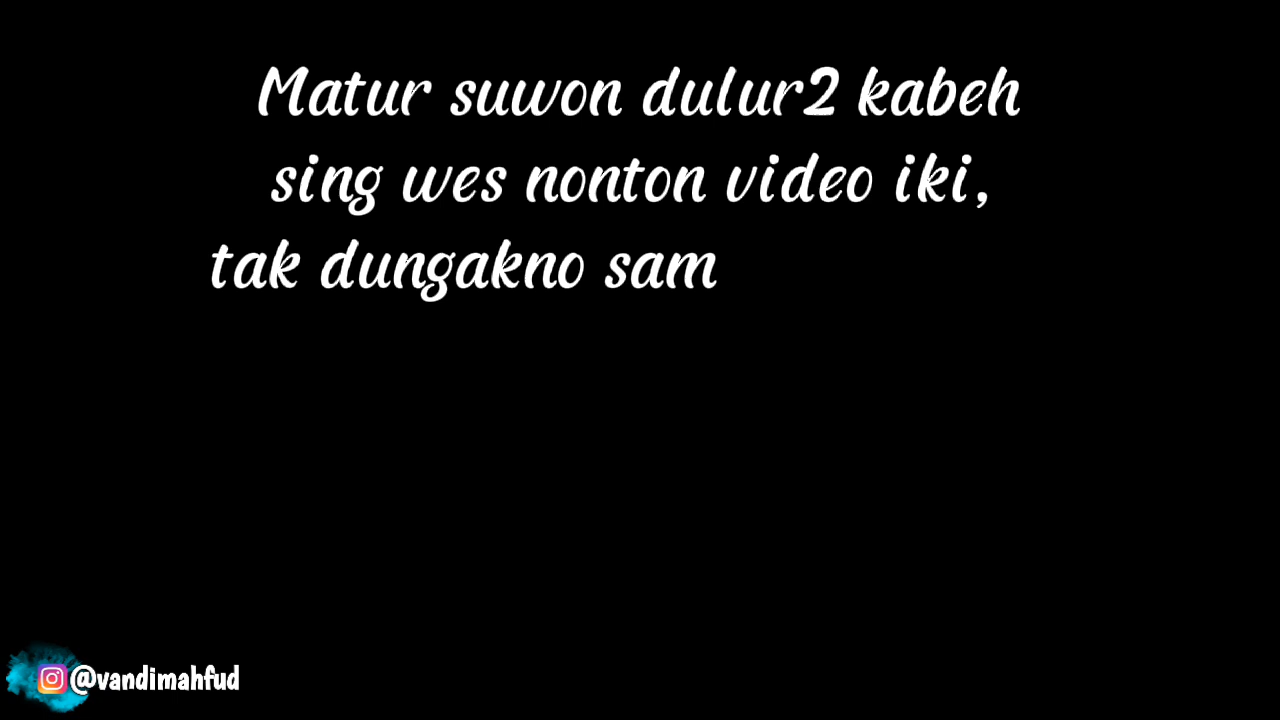 Matur suwon dulur2 kabeh
sing wes nonton video iki,
tak dungakno sam
@vandimahfud